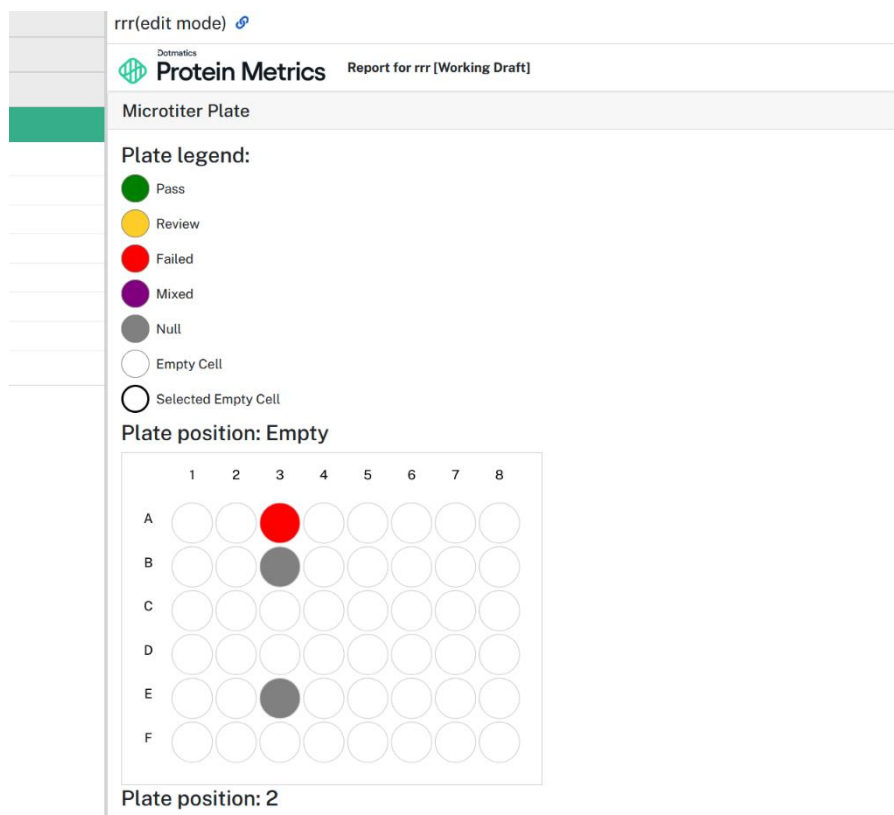 rrr(edit mode)
Dotmatics
Protein Metrics Report for rrr [Working Draft]
Microtiter Plate
Plate legend:
Pass
Review
Failed
Mixed
Null
Empty Cell
Selected Empty Cell
Plate position: Empty
1 2 3 4 5 6 7 8
A
B
C
D
E
F
Plate position: 2